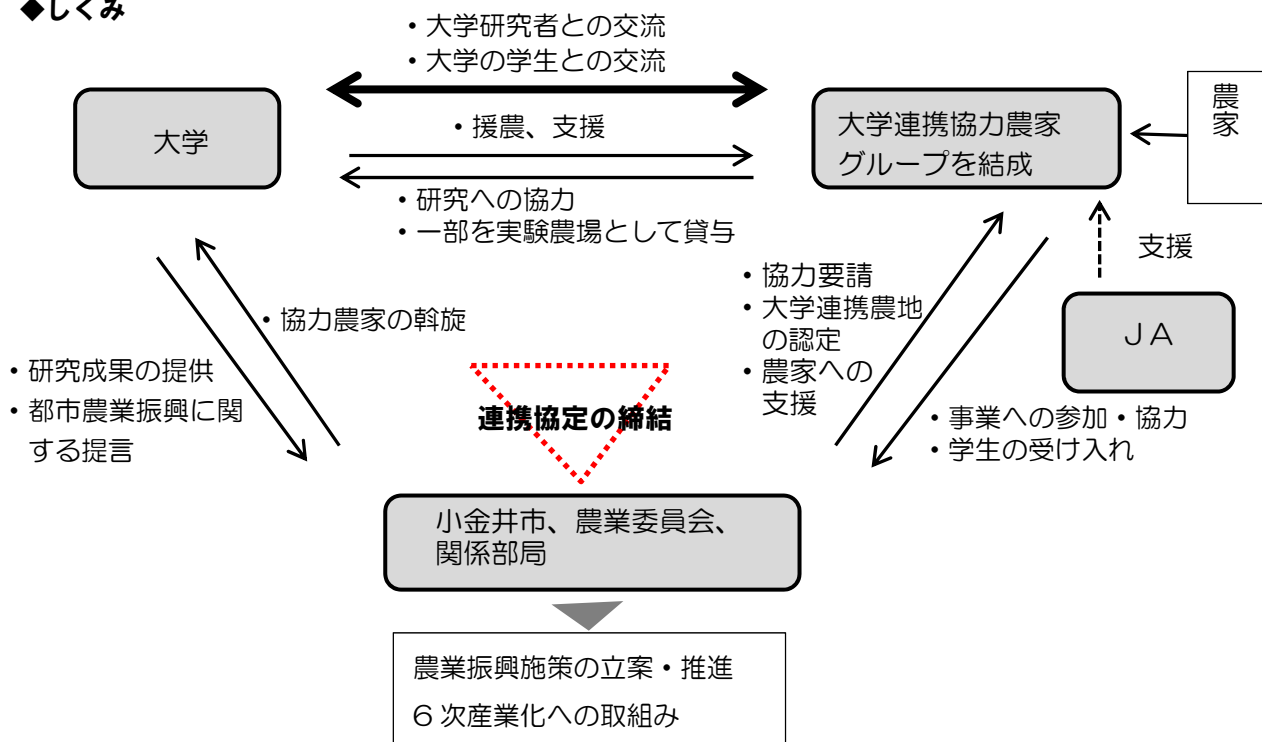 ◆しくみ
・大学研究者との交流
・大学の学生との交流
大学
・援農、支援
大学連携協力農家
グループを結成
農家
・研究への協力
・一部を実験農場として貸与
支援
ＪＡ
・協力農家の斡旋
・協力要請
・大学連携農地
の認定
・農家への
支援
・研究成果の提供
・都市農業振興に関
する提言
連携協定の締結
・事業への参加・協力
・学生の受け入れ
小金井市、農業委員会、
関係部局
農業振興施策の立案・推進
６次産業化への取組み